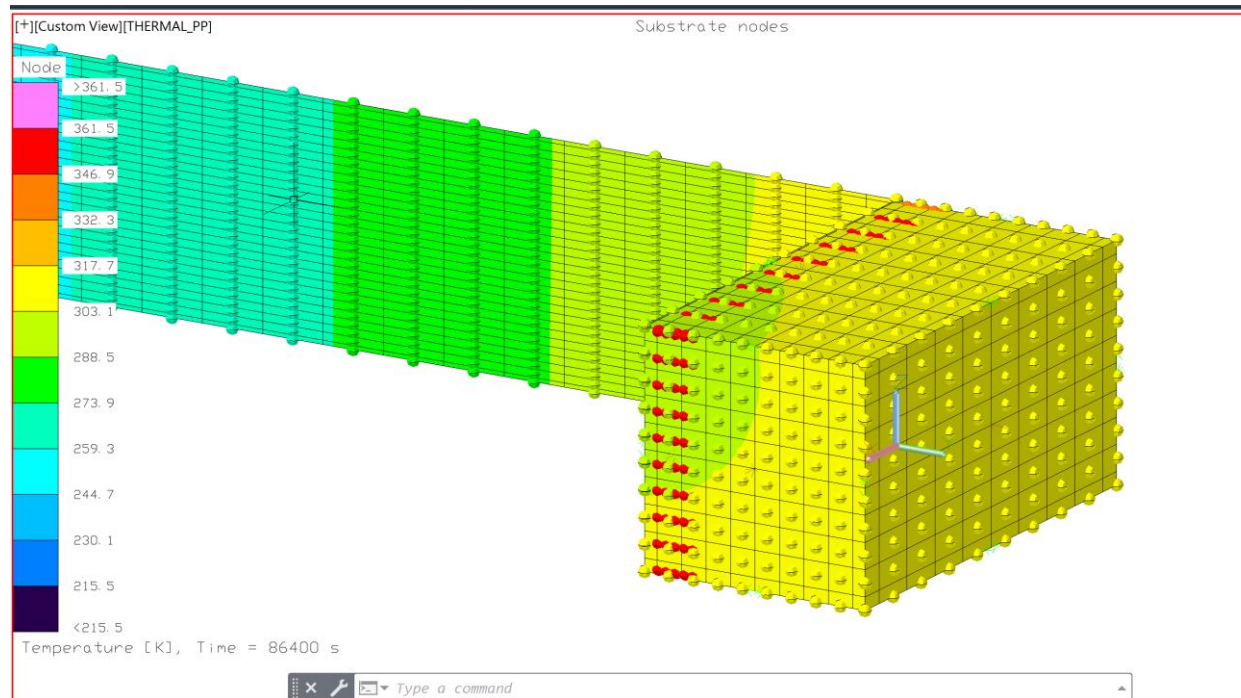 [+][Custom View][THERMAL_PP]
Substrate nodes
Node
>361.5
361.5
346.9
332.3
317.7
303.1
288.5
273.9
259.3
244.7
230.1
215.5
<215.5
Temperature [K], Time = 86400 s
Type a command